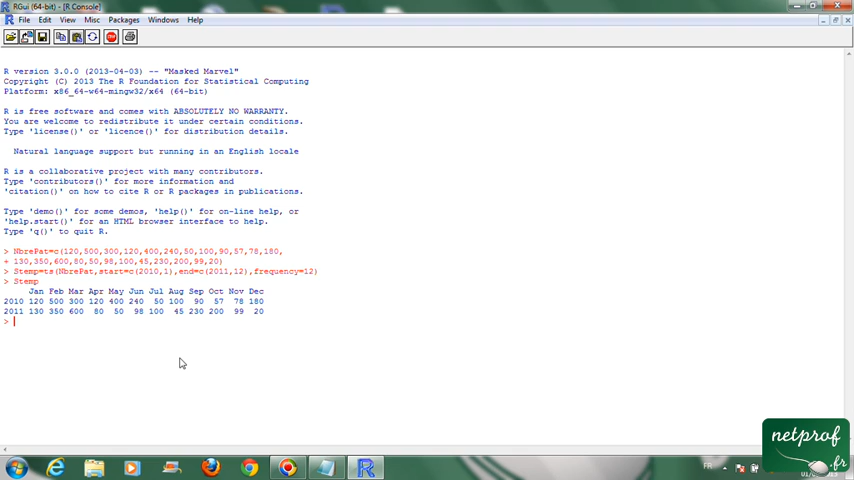 RGui (64-bit) - [R Console]
File Edit View Misc Packages Windows Help
R version 3.0.0 (2013-04-03) -- "Masked Marvel"
Copyright (C) 2013 The R Foundation for Statistical Computing
Platform: x86_64-w64-mingw32/x64 (64-bit)
R is free software and comes with ABSOLUTELY NO WARRANTY.
You are welcome to redistribute it under certain conditions.
Type 'license()' or 'licence()' for distribution details.
Natural language support but running in an English locale
R is a collaborative project with many contributors.
Type 'contributors()' for more information and
'citation()' on how to cite R or R packages in publications.
Type 'demo()' for some demos, 'help()' for on-line help, or
'help.start()' for an HTML browser interface to help.
Type 'q()' to quit R.
> NbrePat=c(120,500,300,120,400,240,50,100,90,57,78,180,
+ 130,350,600,80,50,98,100,45,230,200,99,20)
> Stemp=ts(NbrePat,start=c(2010,1),end=c(2011,12),frequency=12)
> Stemp
Jan Feb Mar Apr May Jun Jul Aug Sep Oct Nov Dec
2010 120 500 300 120 400 240 50 100 90 57 78 180
2011 130 350 600 80 50 98 100 45 230 200 99 20
>
netprof
.fr
FR